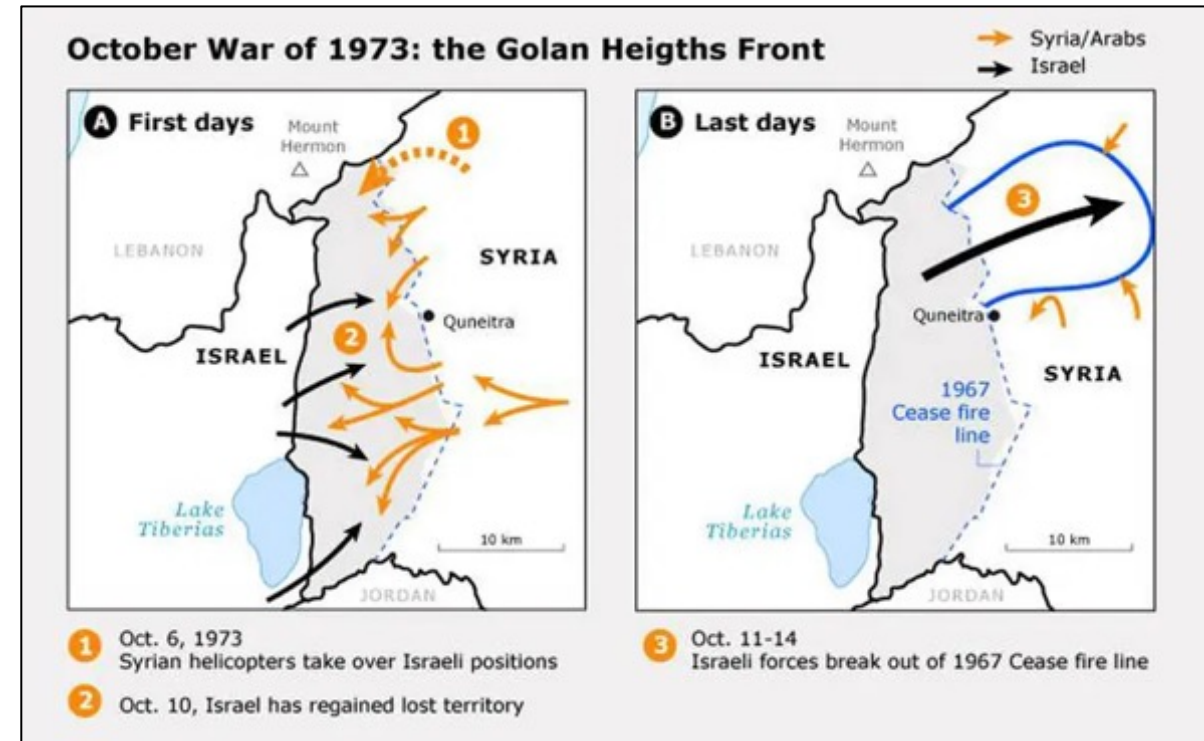 October War of 1973: the Golan Heigths Front
Syria/Arabs
Israel
A First days
Mount
Hermon
1
LEBANON
SYRIA
Quneitra
2
ISRAEL
Lake
Tiberias
10 km
JORDAN
1 Oct. 6, 1973
Syrian helicopters take over Israeli positions
2 Oct. 10, Israel has regained lost territory
B Last days
Mount
Hermon
3
LEBANON
Quneitra
ISRAEL
SYRIA
1967
Cease fire
line
Lake
Tiberias
10 km
JORDAN
3 Oct. 11-14
Israeli forces break out of 1967 Cease fire line